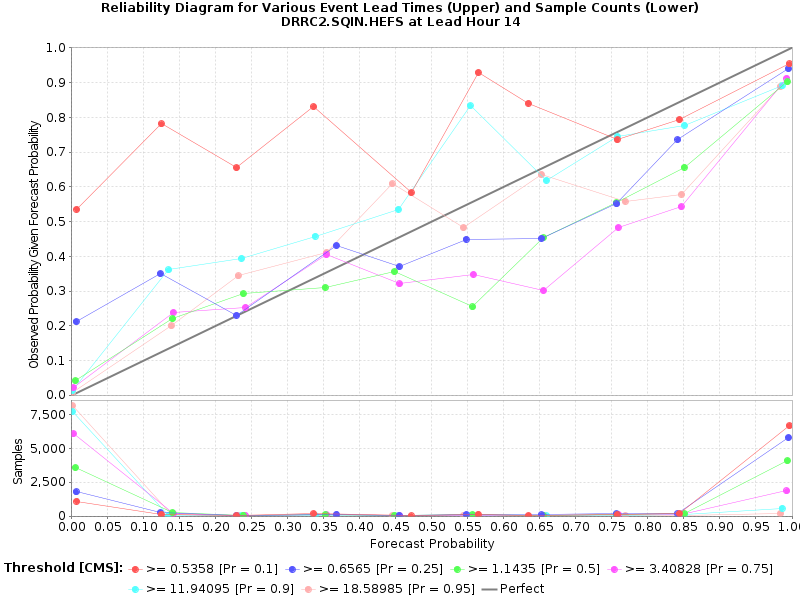 Reliability Diagram for Various Event Lead Times (Upper) and Sample Counts (Lower)
DRRC2.SQIN.HEFS at Lead Hour 14
Observed Probability Given Forecast Probability
1.0
0.9
0.8
0.7
0.6
0.5
0.4
0.3
0.2
0.1
0.0
Samples
7,500
5,000
2,500
0
0.00 0.05 0.10 0.15 0.20 0.25 0.30 0.35 0.40 0.45 0.50 0.55 0.60 0.65 0.70 0.75 0.80 0.85 0.90 0.95 1.00
Forecast Probability
Threshold [CMS]: >= 0.5358 [Pr = 0.1] >= 0.6565 [Pr = 0.25] >= 1.1435 [Pr = 0.5] >= 3.40828 [Pr = 0.75]
>= 11.94095 [Pr = 0.9] >= 18.58985 [Pr = 0.95] Perfect